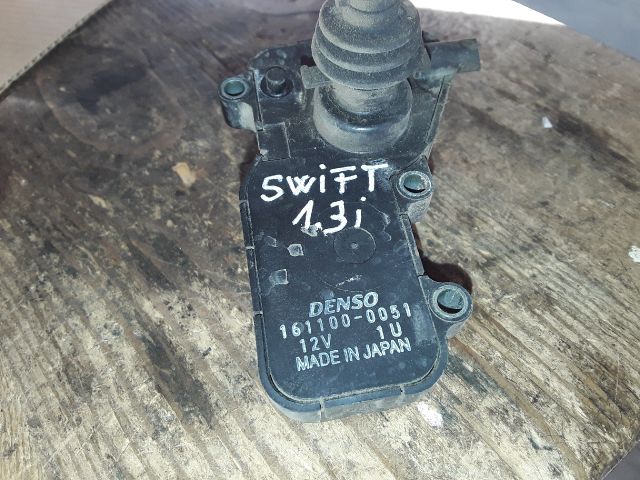 SWiFT
1.3i
DENSO
161100-0051
12V 1U
MADE IN JAPAN